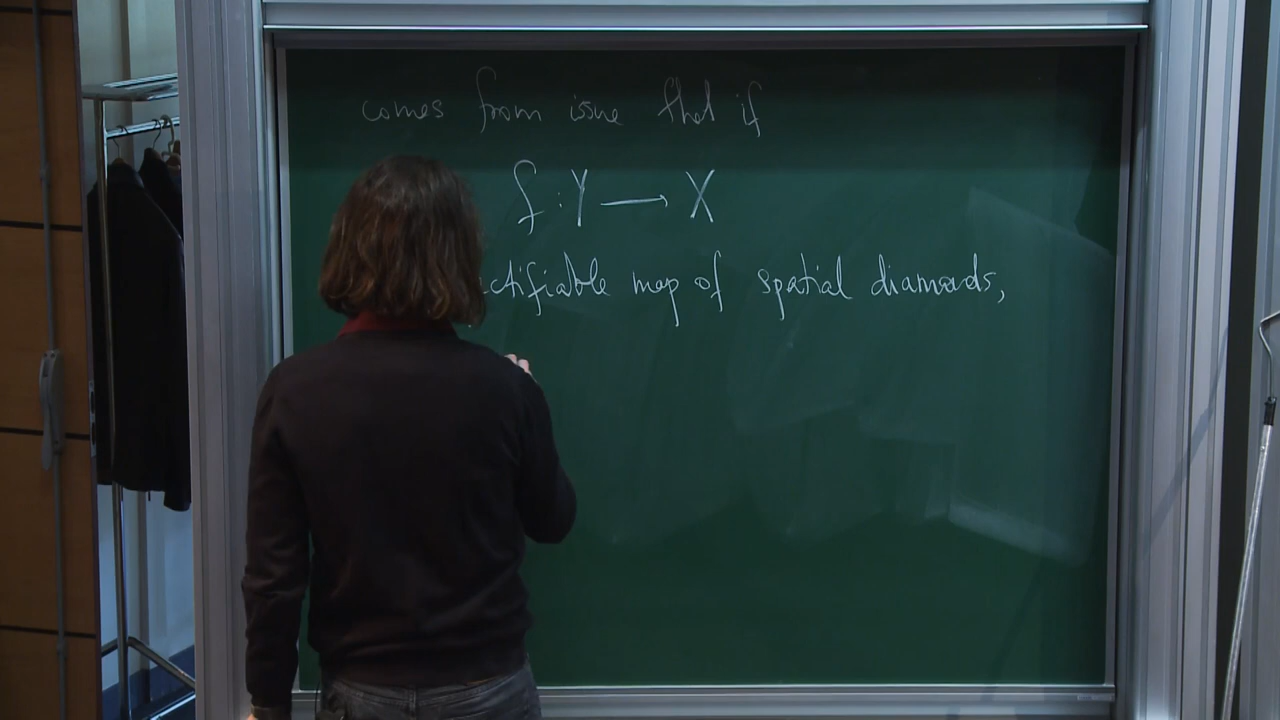 comes from issue that if
f : Y ⟶ X
ctifiable map of spatial diamonds,